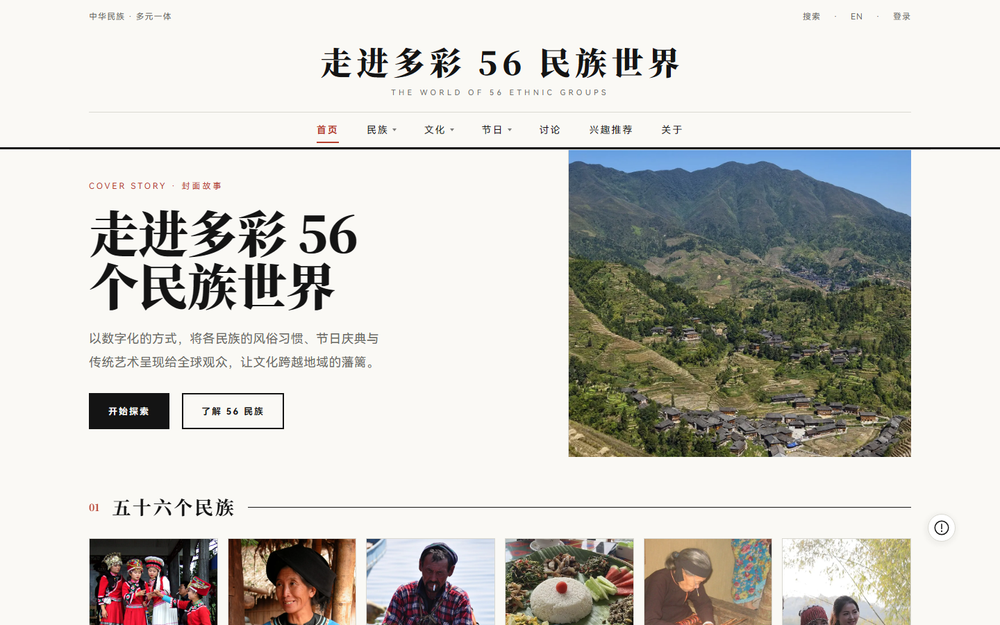 中华民族 · 多元一体
搜索 · EN · 登录
走进多彩 56 民族世界
THE WORLD OF 56 ETHNIC GROUPS
首页 民族 文化 节日 讨论 兴趣推荐 关于
COVER STORY · 封面故事
走进多彩 56
个民族世界
以数字化的方式，将各民族的风俗习惯、节日庆典与
传统艺术呈现给全球观众，让文化跨越地域的藩篱。
开始探索 了解 56 民族
01 五十六个民族